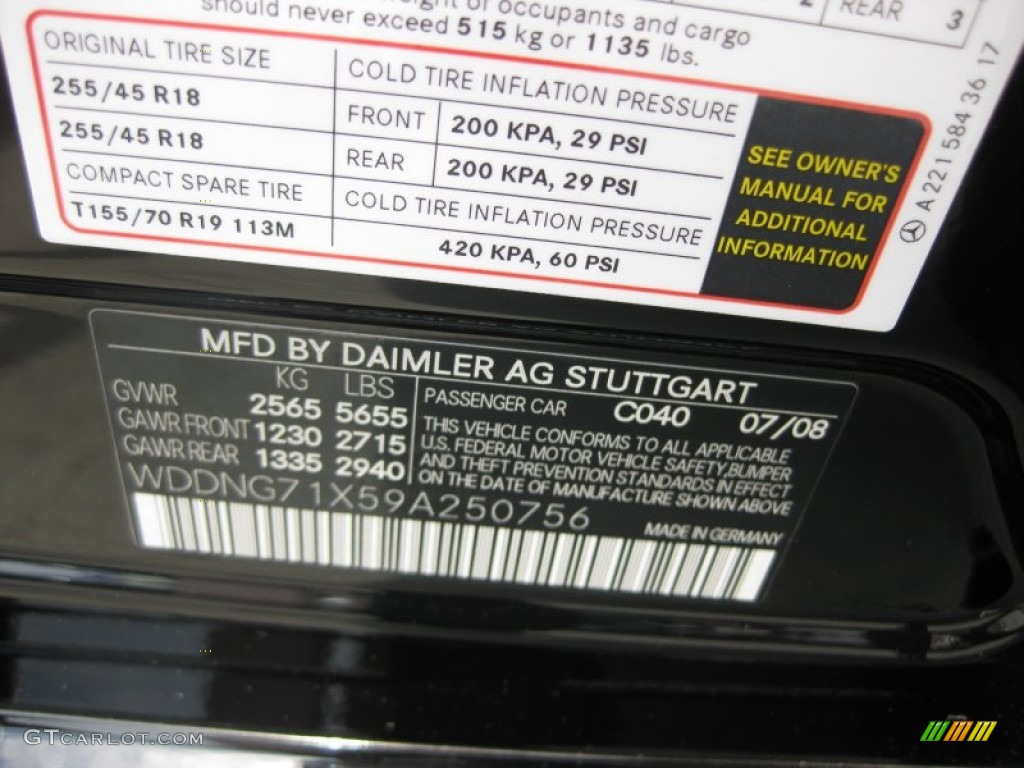 of occupants and cargo
should never exceed 515 kg or 1135 lbs.
2 REAR 3
ORIGINAL TIRE SIZE
COLD TIRE INFLATION PRESSURE
255/45 R18
FRONT 200 KPA, 29 PSI
255/45 R18
REAR 200 KPA, 29 PSI
COMPACT SPARE TIRE
COLD TIRE INFLATION PRESSURE
T155/70 R19 113M
420 KPA, 60 PSI
SEE OWNER'S
MANUAL FOR
ADDITIONAL
INFORMATION
A 221 584 36 17
MFD BY DAIMLER AG STUTTGART
KG LBS
GVWR 2565 5655
GAWR FRONT 1230 2715
GAWR REAR 1335 2940
PASSENGER CAR C040 07/08
THIS VEHICLE CONFORMS TO ALL APPLICABLE
U.S. FEDERAL MOTOR VEHICLE SAFETY, BUMPER
AND THEFT PREVENTION STANDARDS IN EFFECT
ON THE DATE OF MANUFACTURE SHOWN ABOVE
WDDNG71X59A250756
MADE IN GERMANY
GTCARLOT.COM